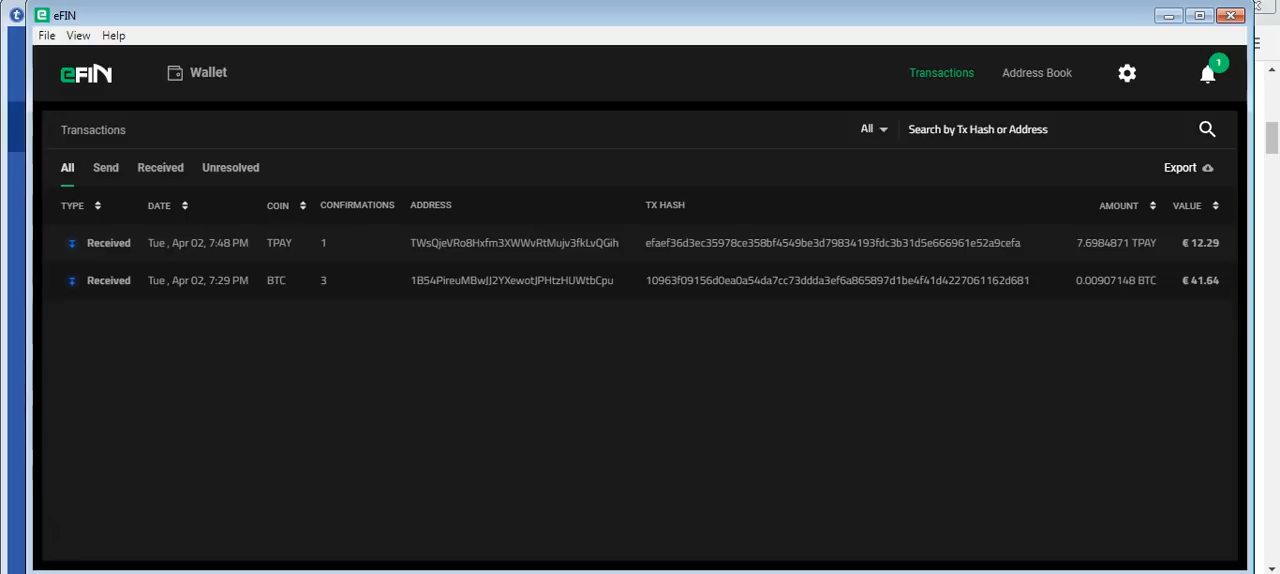 eFIN
File View Help
eFIN Wallet Transactions Address Book 1
Transactions All Search by Tx Hash or Address
All Send Received Unresolved Export
TYPE DATE COIN CONFIRMATIONS ADDRESS TX HASH AMOUNT VALUE
Received Tue , Apr 02, 7:48 PM TPAY 1 TWsQjeVRo8Hxfm3XWWvRtMujv3fkLvQGih efaef36d3ec35978ce358bf4549be3d79834193fdc3b31d5e666961e52a9cefa 7.6984871 TPAY € 12.29
Received Tue , Apr 02, 7:29 PM BTC 3 1B54PireuMBwJJ2YXewotJPHtzHUWtbCpu 10963f09156d0ea0a54da7cc73ddda3ef6a865897d1be4f41d4227061162d681 0.00907148 BTC € 41.64